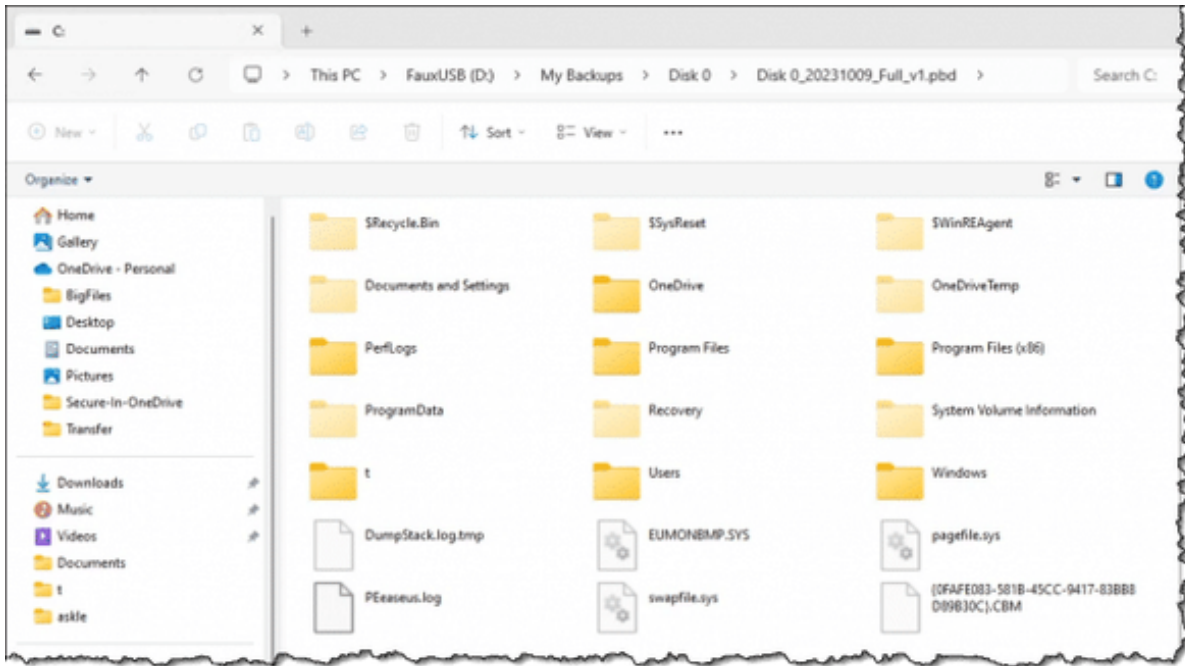 C:
This PC > FauxUSB (D:) > My Backups > Disk 0 > Disk 0_20231009_Full_v1.pbd > Search C:
New Sort View ...
Organize
Home
Gallery
OneDrive - Personal
BigFiles
Desktop
Documents
Pictures
Secure-In-OneDrive
Transfer
Downloads
Music
Videos
Documents
t
askle
$Recycle.Bin $SysReset $WinREAgent
Documents and Settings OneDrive OneDriveTemp
PerfLogs Program Files Program Files (x86)
ProgramData Recovery System Volume Information
t Users Windows
DumpStack.log.tmp EUMONBMP.SYS pagefile.sys
PEeaseus.log swapfile.sys {0FAFE083-581B-45CC-9417-83BB8
D89B30C}.CBM